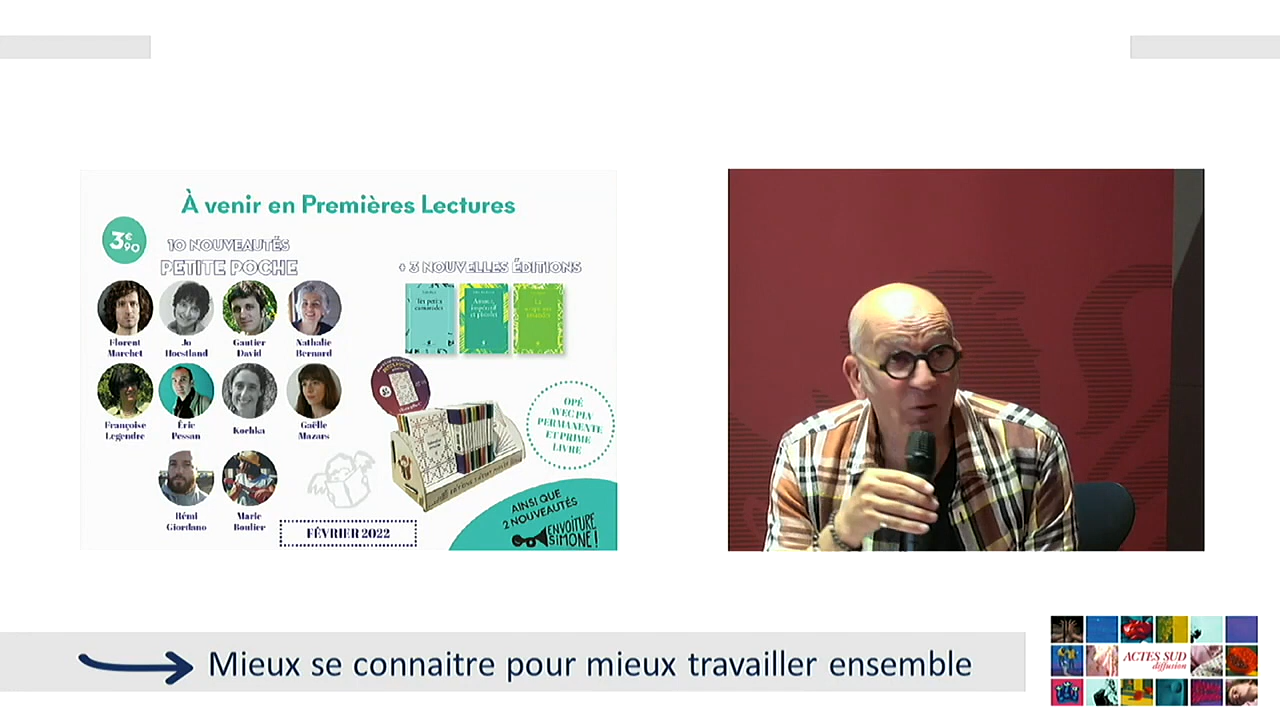 À venir en Premières Lectures
3€90
10 NOUVEAUTÉS
PETITE POCHE
+ 3 NOUVELLES ÉDITIONS
Florent
Marchet
Jo
Hoestland
Gautier
David
Nathalie
Bernard
Françoise
Legendre
Éric
Pessan
Kochka
Gaëlle
Mazars
Rémi
Giordano
Marie
Boulier
OPÉ
AVEC PLV
PERMANENTE
ET PRIME
LIVRE
FÉVRIER 2022
AINSI QUE
2 NOUVEAUTÉS
EN VOITURE
SIMONE !
Mieux se connaitre pour mieux travailler ensemble
ACTES SUD
diffusion